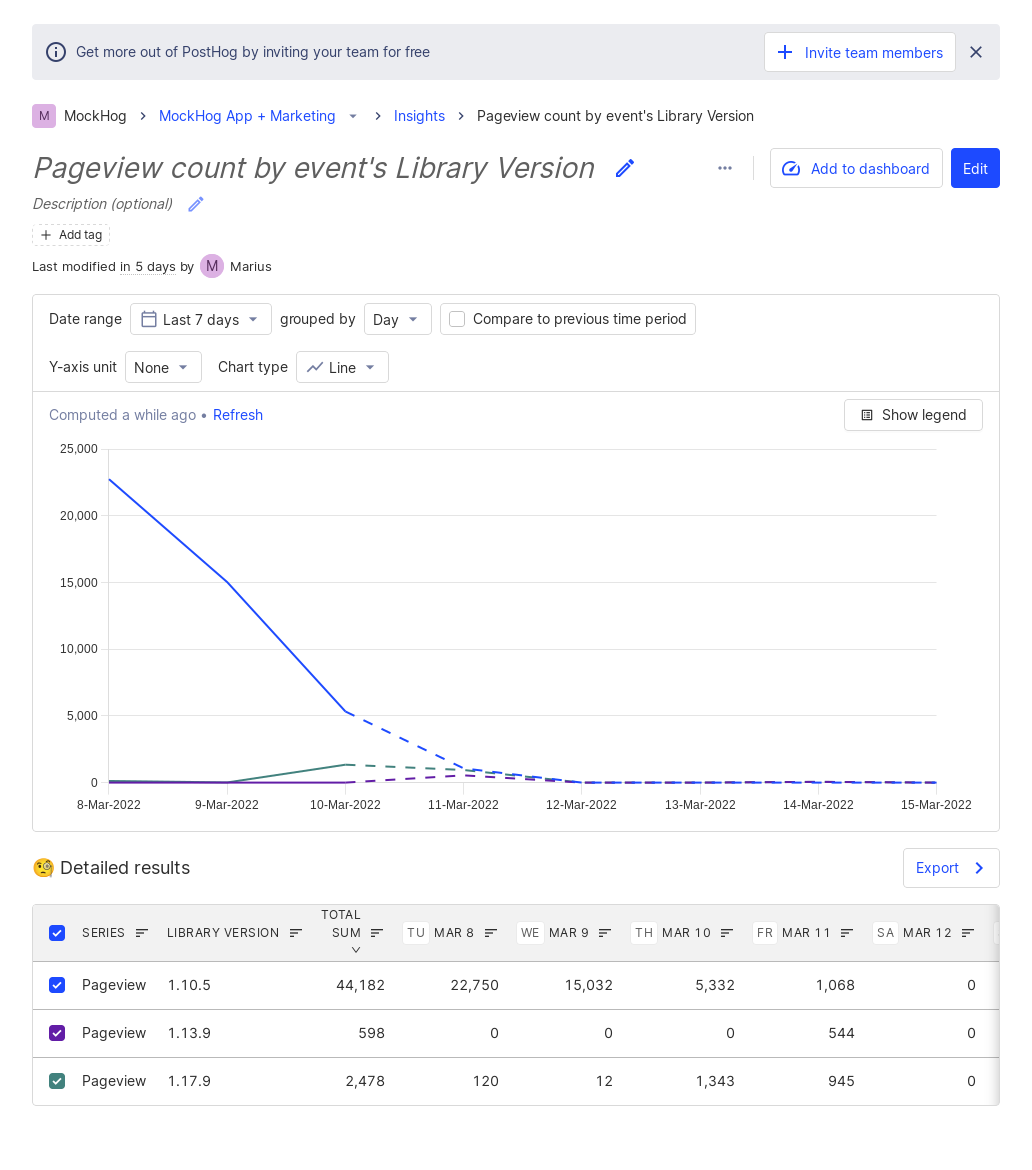 Get more out of PostHog by inviting your team for free
Invite team members
M MockHog MockHog App + Marketing Insights Pageview count by event's Library Version
Pageview count by event's Library Version
Add to dashboard
Edit
Description (optional)
Add tag
Last modified in 5 days by M Marius
Date range Last 7 days grouped by Day Compare to previous time period
Y-axis unit None Chart type Line
Computed a while ago • Refresh
Show legend
25,000
20,000
15,000
10,000
5,000
0
8-Mar-2022 9-Mar-2022 10-Mar-2022 11-Mar-2022 12-Mar-2022 13-Mar-2022 14-Mar-2022 15-Mar-2022
🧐 Detailed results
Export
SERIES LIBRARY VERSION TOTAL SUM TU MAR 8 WE MAR 9 TH MAR 10 FR MAR 11 SA MAR 12
Pageview 1.10.5 44,182 22,750 15,032 5,332 1,068 0
Pageview 1.13.9 598 0 0 0 544 0
Pageview 1.17.9 2,478 120 12 1,343 945 0